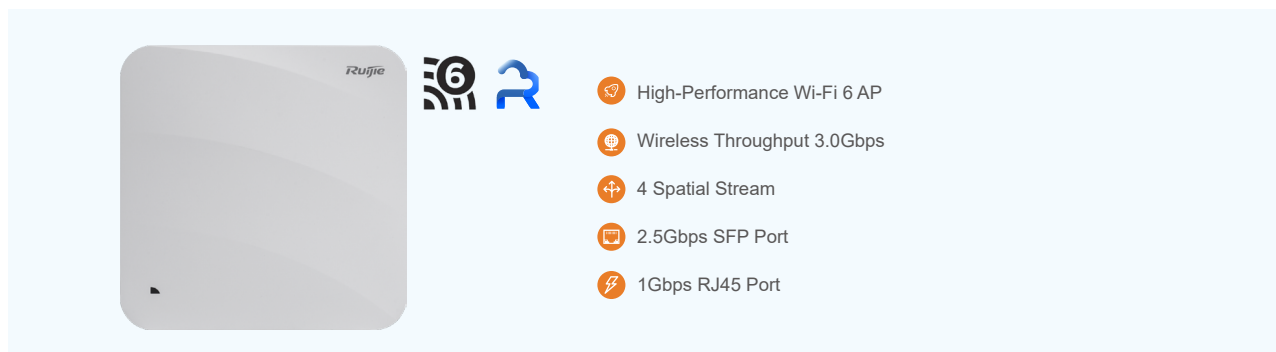 Ruijie
6
High-Performance Wi-Fi 6 AP
Wireless Throughput 3.0Gbps
4 Spatial Stream
2.5Gbps SFP Port
1Gbps RJ45 Port